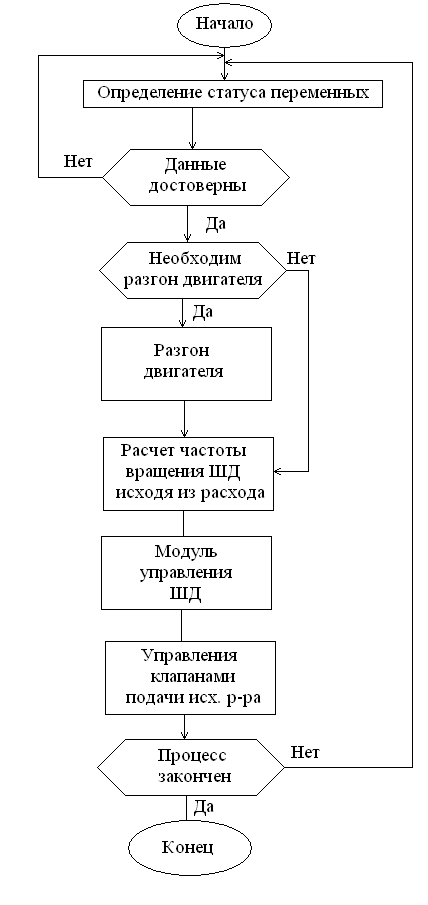 Начало
Определение статуса переменных
Нет
Данные
достоверны
Да
Необходим
разгон двигателя
Нет
Да
Разгон
двигателя
Расчет частоты
вращения ШД
исходя из расхода
Модуль
управления
ШД
Управления
клапанами
подачи исх. р-ра
Процесс
закончен
Нет
Да
Конец